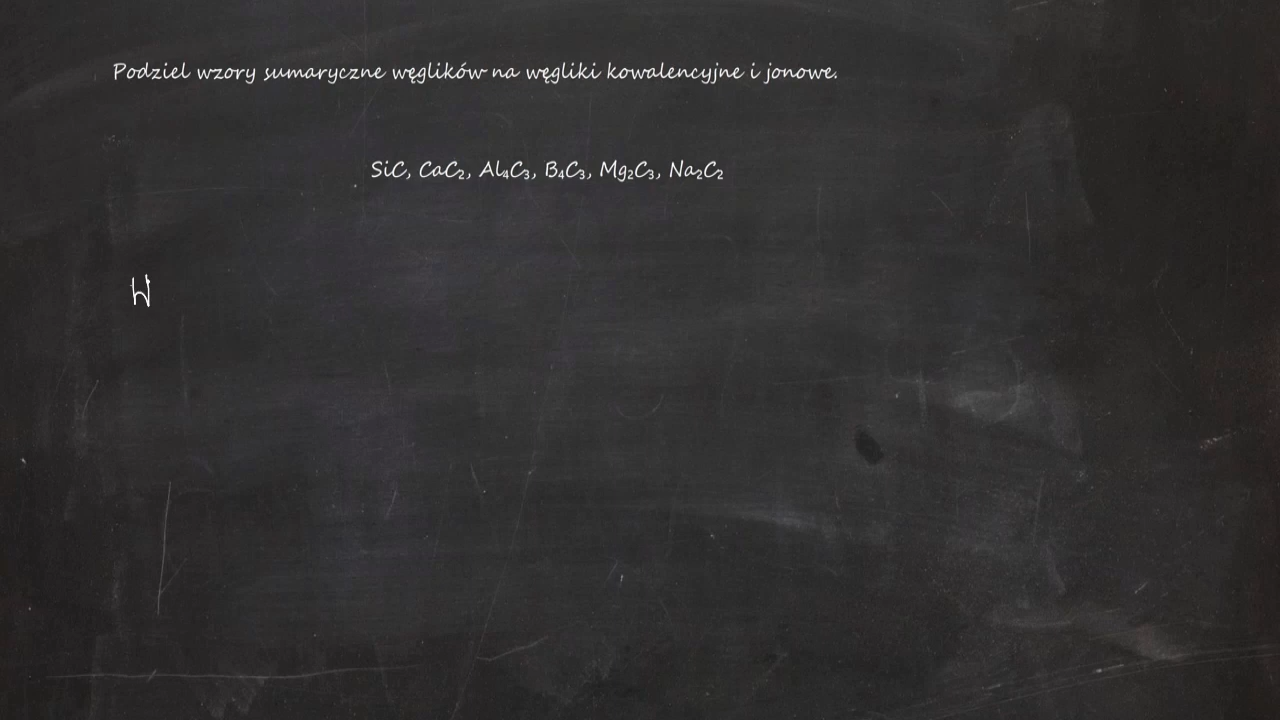 Podziel wzory sumaryczne węglików na węgliki kowalencyjne i jonowe.
SiC, CaC₂, Al₄C₃, B₄C₃, Mg₂C₃, Na₂C₂